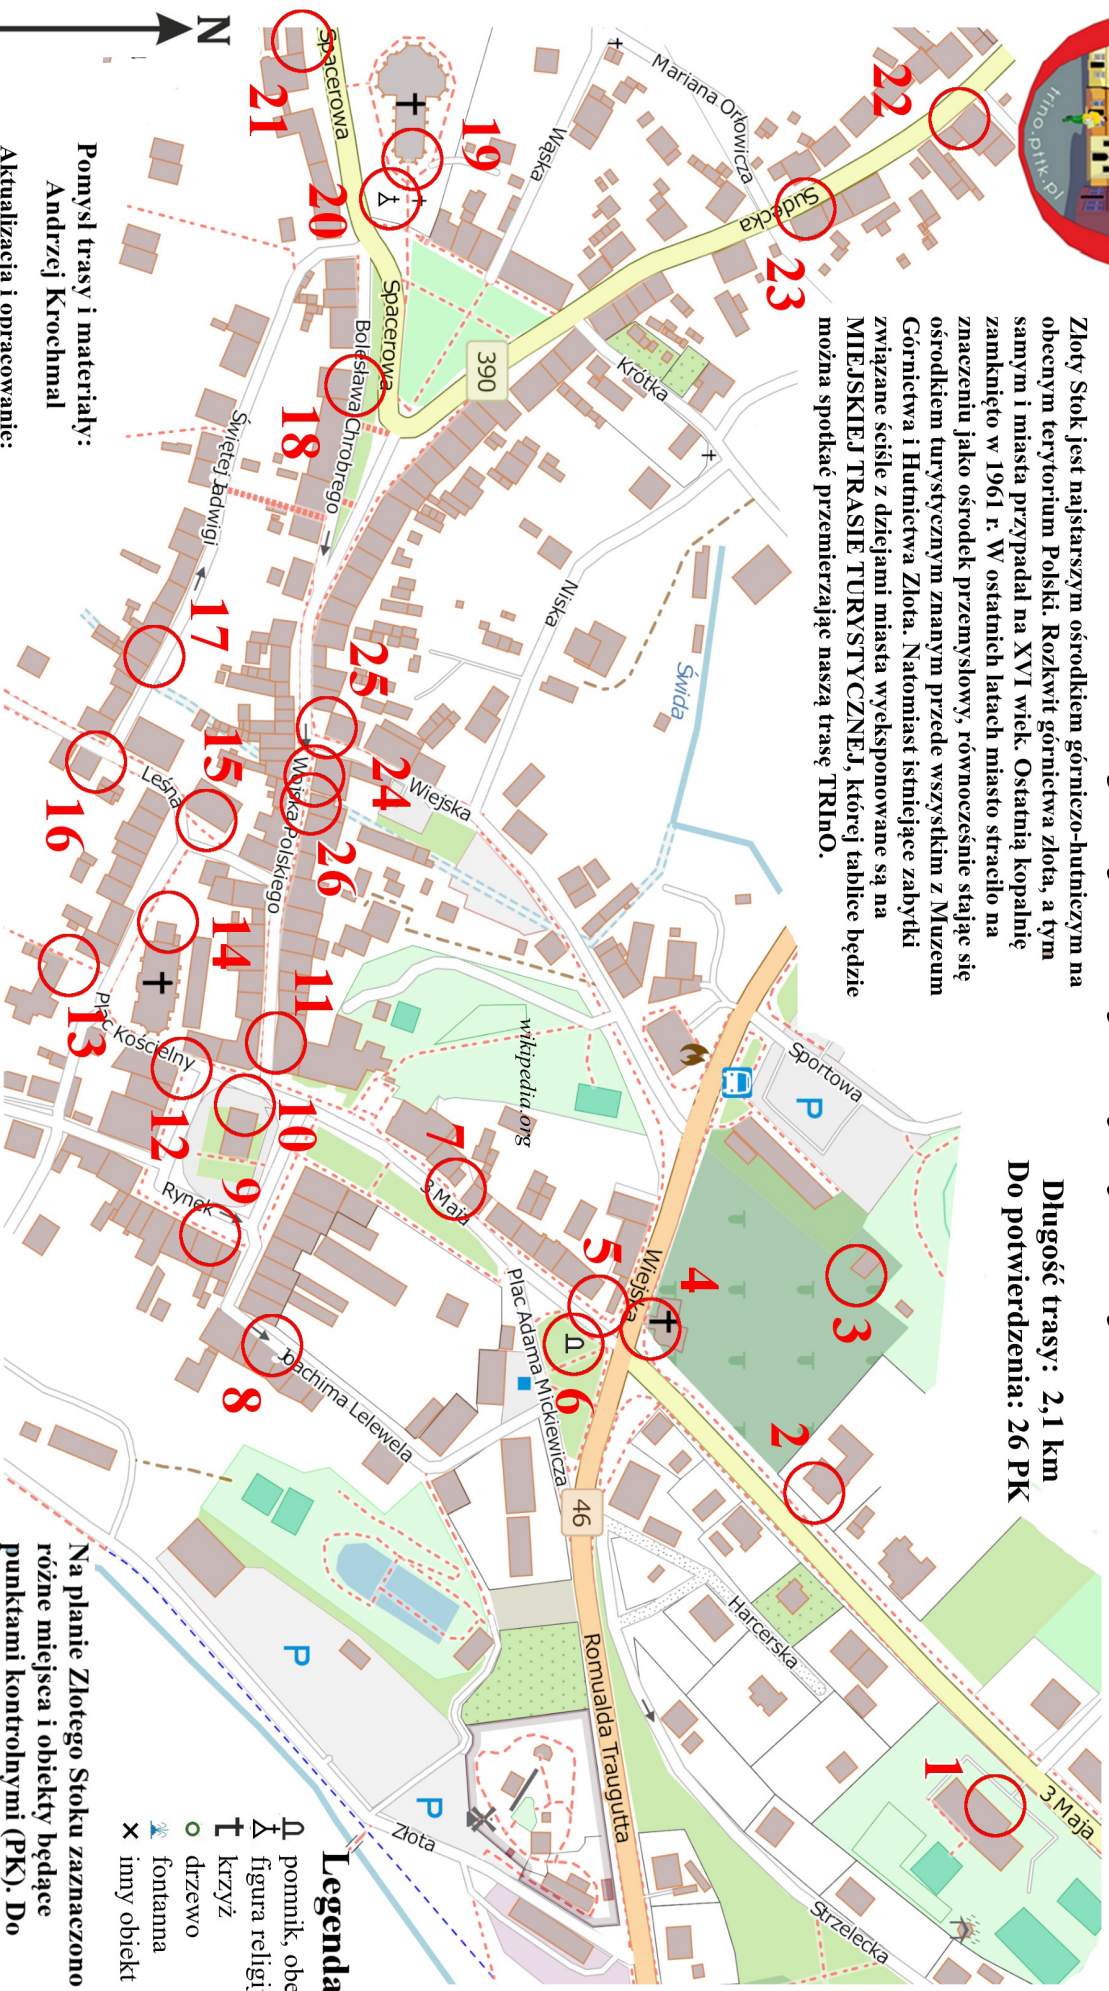 trino.pttk.pl
Złoty Stok jest najstarszym ośrodkiem górniczo-hutniczym na
obecnym terytorium Polski. Rozkwit górnictwa złota, a tym
samym i miasta przypadał na XVI wiek. Ostatnią kopalnię
zamknięto w 1961 r. W ostatnich latach miasto straciło na
znaczeniu jako ośrodek przemysłowy, równocześnie stając się
ośrodkiem turystycznym znanym przede wszystkim z Muzeum
Górnictwa i Hutnictwa Złota. Natomiast istniejące zabytki
związane ściśle z dziejami miasta wyeksponowane są na
MIEJSKIEJ TRASIE TURYSTYCZNEJ, której tablice będzie
można spotkać przemierzając naszą trasę TRInO.
wikipedia.org
Długość trasy: 2,1 km
Do potwierdzenia: 26 PK
22
Mariana Orłowicza
Sudecka
23
Wąska
19
Spacerowa
21
20
Spacerowa
390
Krótka
Bolesława Chrobrego
18
Świętej Jadwigi
Niska
Świda
17
25
24
Wiejska
15
Leśna
16
Wojska Polskiego
26
14
11
13
Plac Kościelny
12
10
9
Rynek
7
3 Maja
Sportowa
P
3
4
Wiejska
5
6
Plac Adama Mickiewicza
8
Joachima Lelewela
2
46
Harcerska
Romualda Traugutta
1
3 Maja
Strzelecka
P
P
Złota
N
Pomysł trasy i materiały:
Andrzej Krochmal
Aktualizacja i opracowanie:
Legenda
pomnik, obe
figura religij
krzyż
drzewo
fontanna
inny obiekt
Na planie Złotego Stoku zaznaczono
różne miejsca i obiekty będące
punktami kontrolnymi (PK). Do